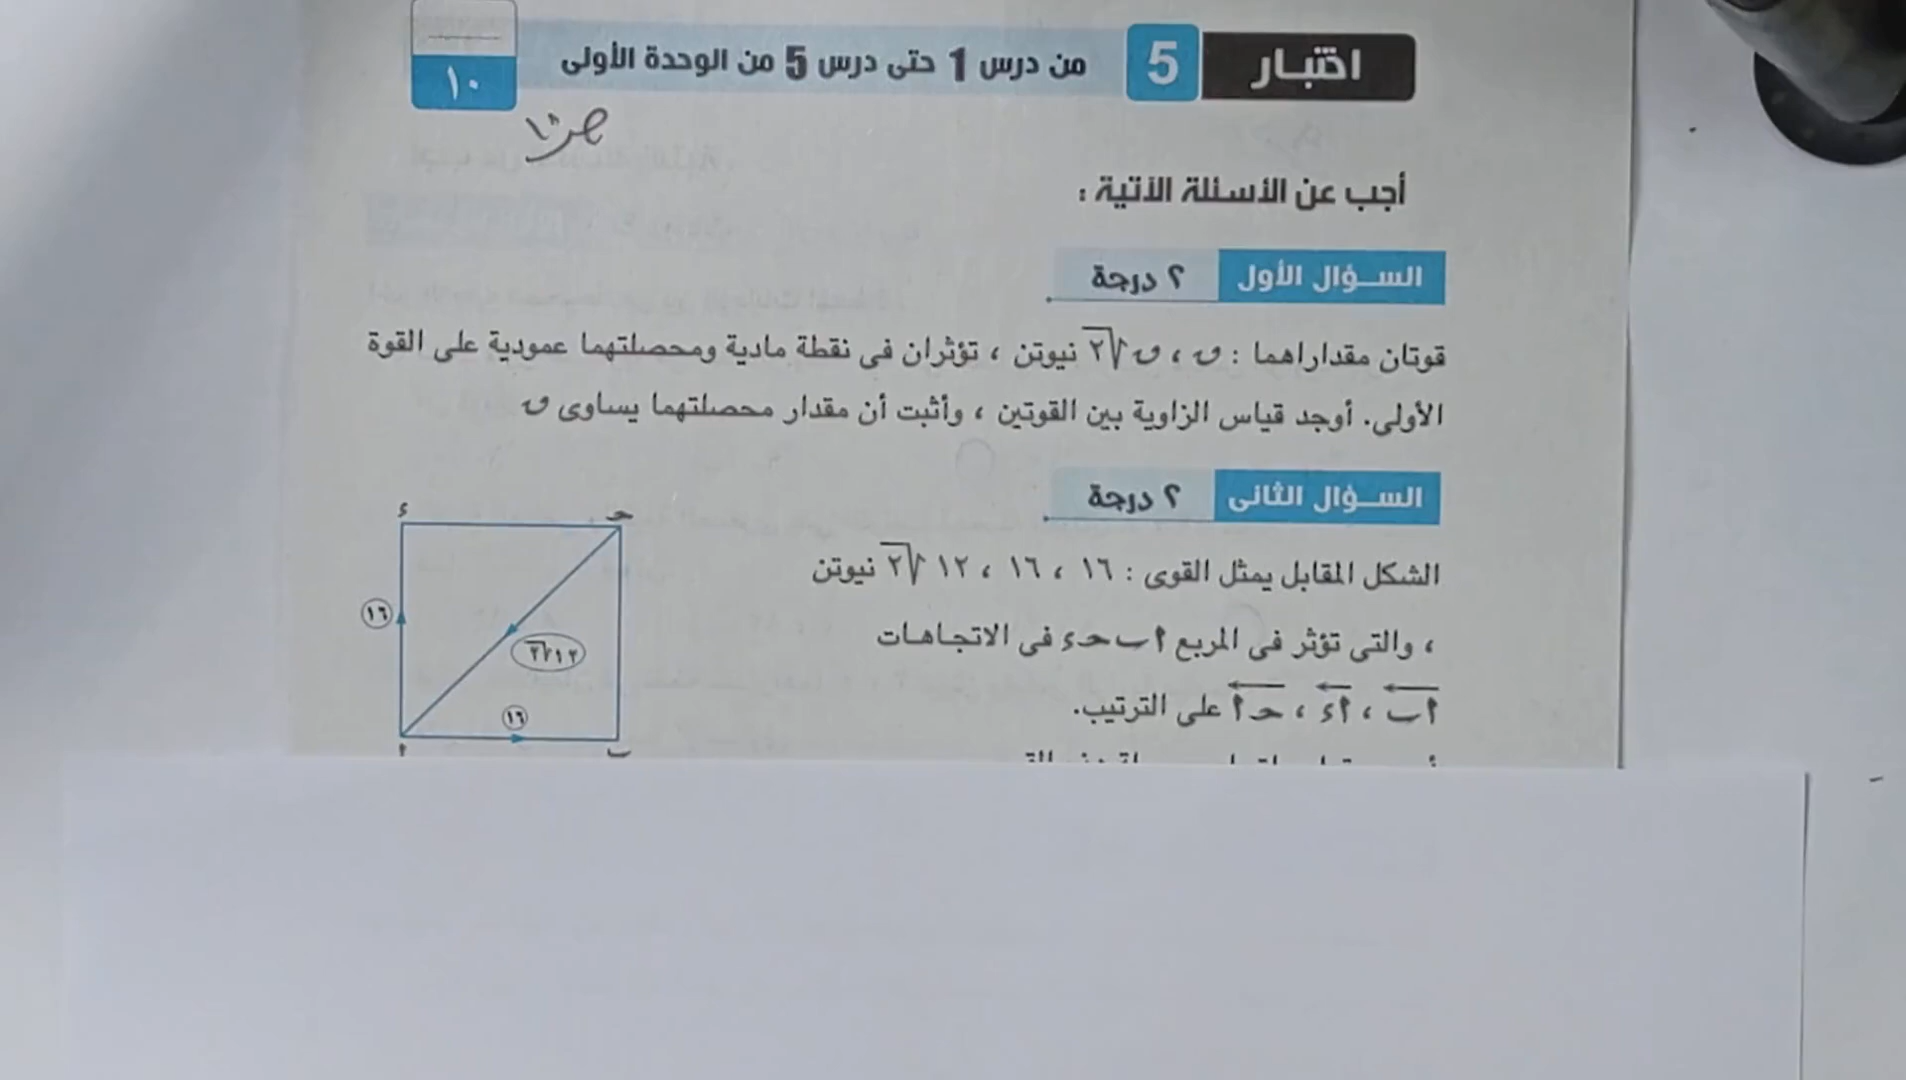 اختبار 5 من درس 1 حتى درس 5 من الوحدة الأولى
١٠
أجب عن الأسئلة الآتية :
السؤال الأول ٢ درجة
قوتان مقداراهما : ن ، ن √٢ نيوتن ، تؤثران فى نقطة مادية ومحصلتهما عمودية على القوة
الأولى. أوجد قياس الزاوية بين القوتين ، وأثبت أن مقدار محصلتهما يساوى ن
السؤال الثانى ٢ درجة
الشكل المقابل يمثل القوى : ١٦ ، ١٦ ، ١٢ √٢ نيوتن
، والتى تؤثر فى المربع ا ب حـ ء فى الاتجاهات
ا ب ، ا ء ، حـ ا على الترتيب.
ء حـ
١٦
١٢√٢
١٦
ا ب